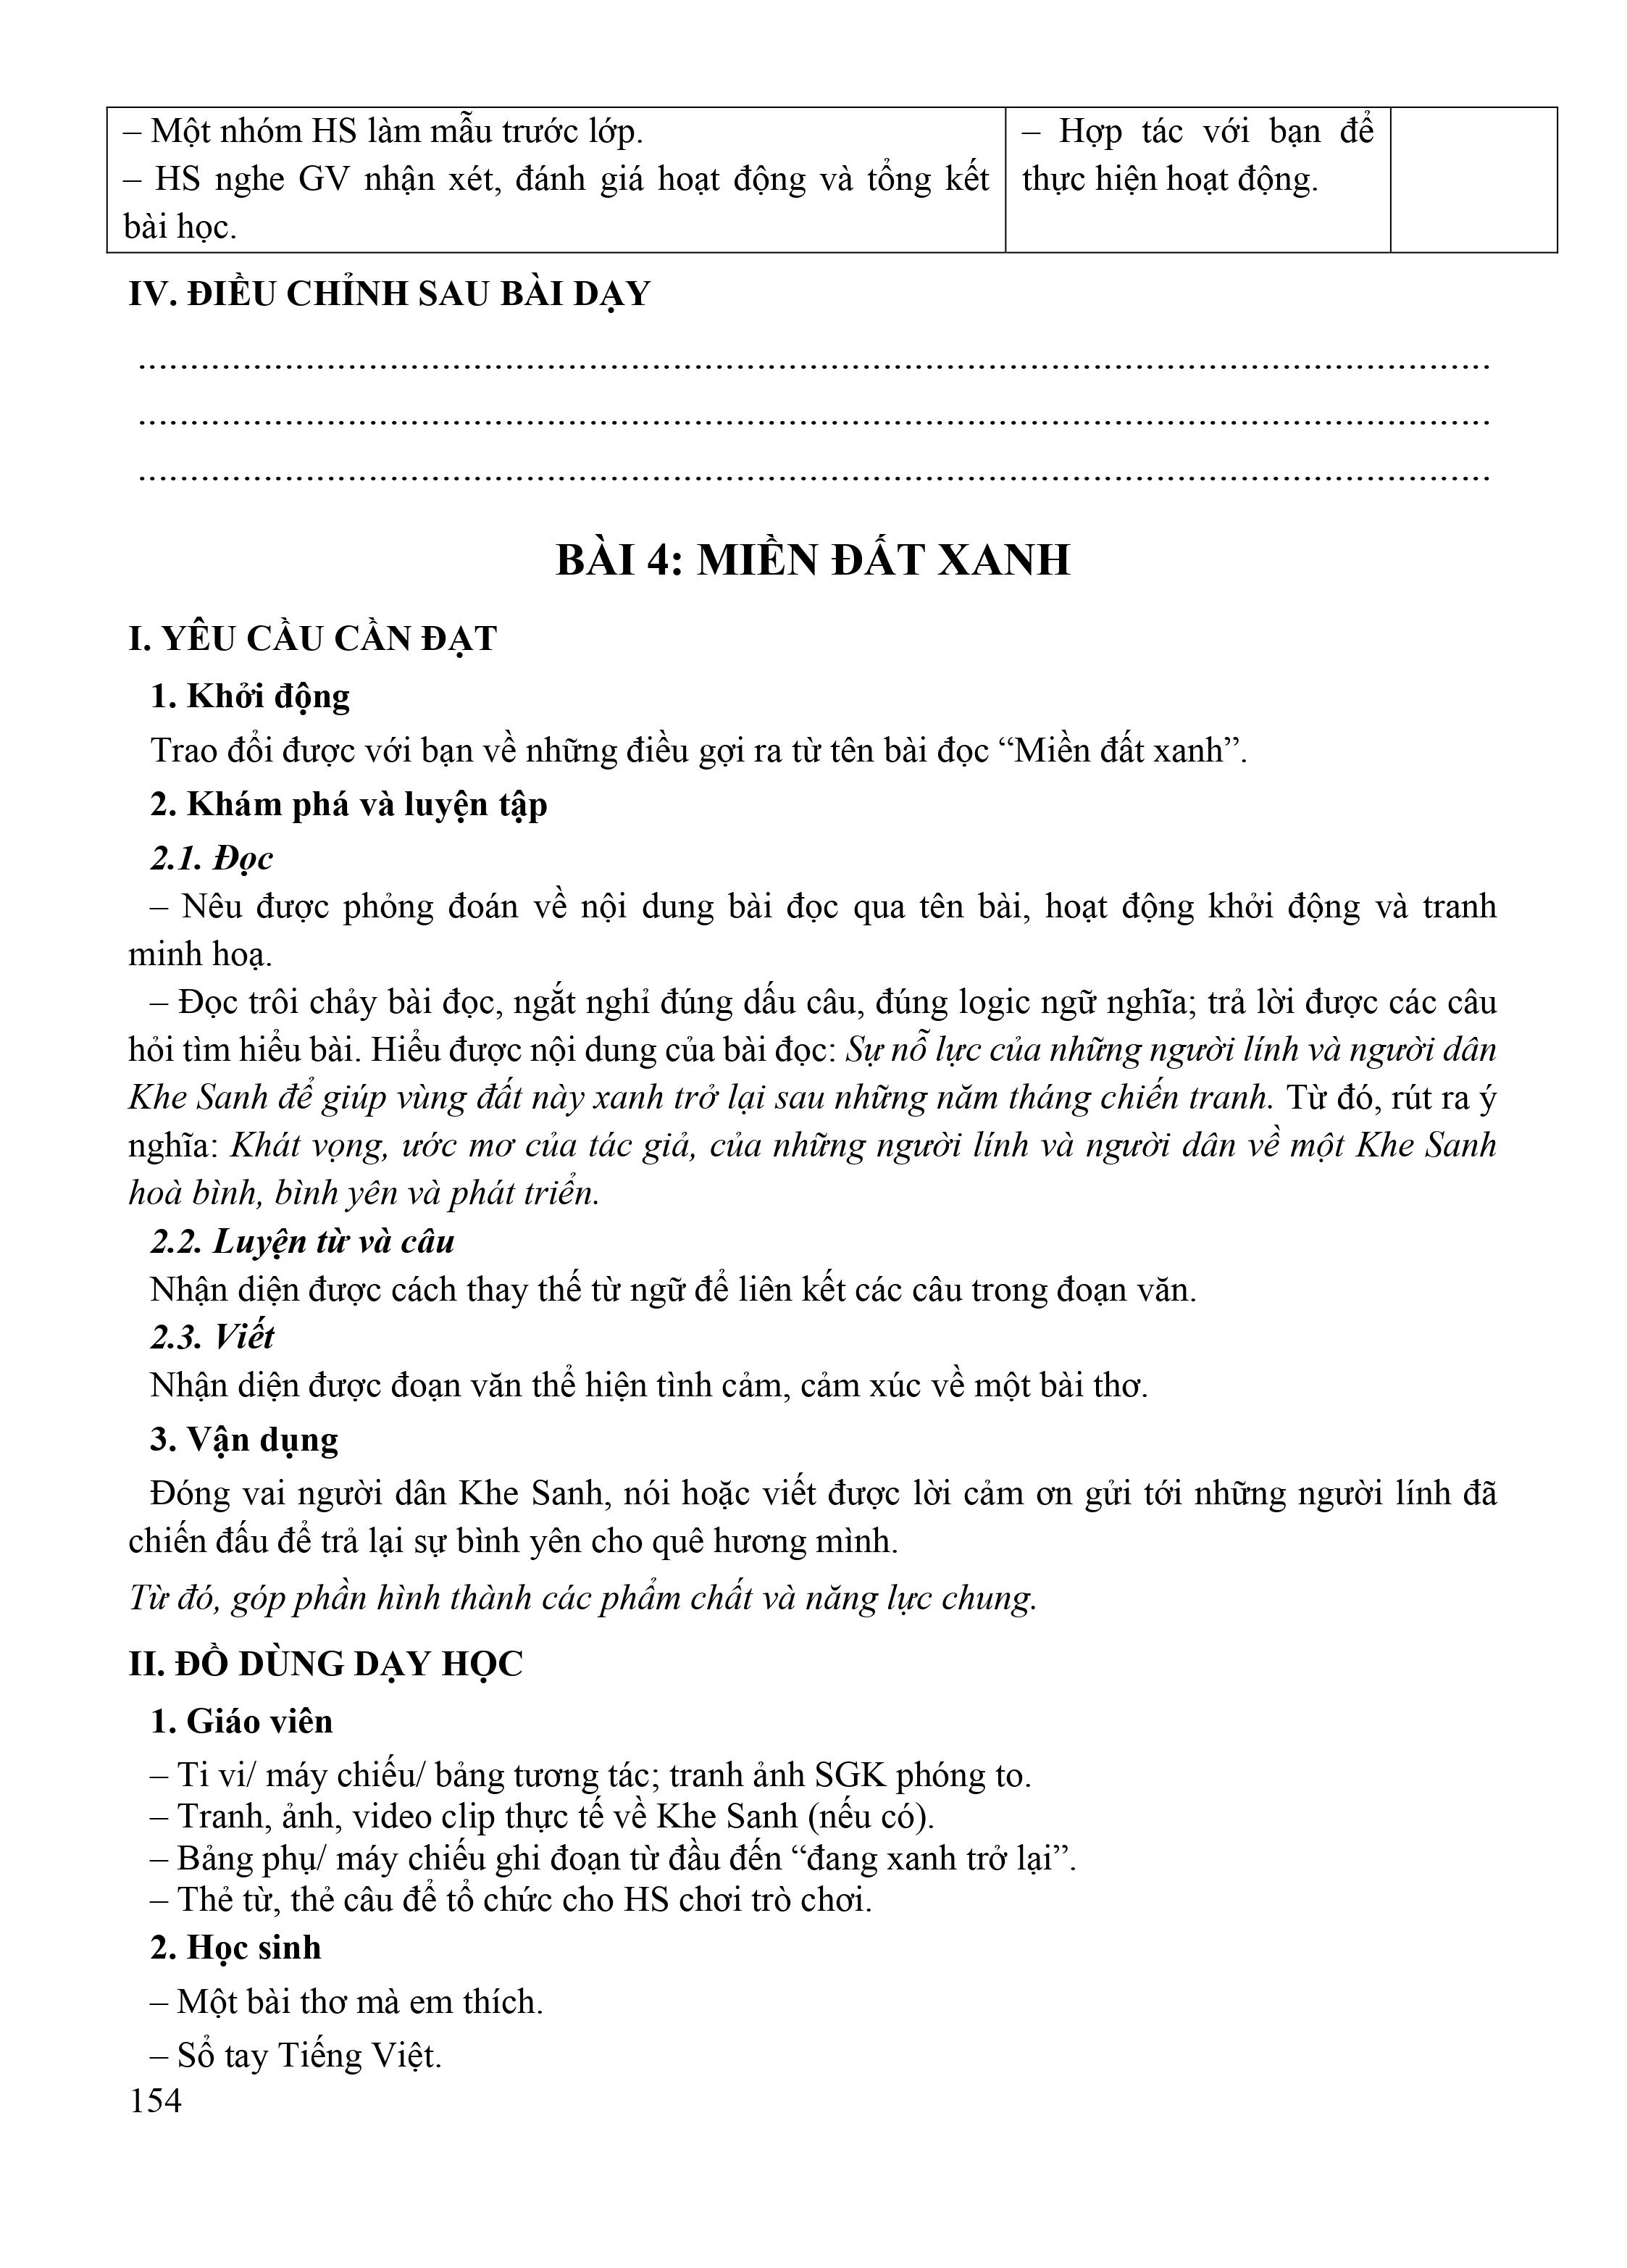 – Một nhóm HS làm mẫu trước lớp.
– HS nghe GV nhận xét, đánh giá hoạt động và tổng kết
bài học.
– Hợp tác với bạn để
thực hiện hoạt động.
IV. ĐIỀU CHỈNH SAU BÀI DẠY
................................................................................
................................................................................
................................................................................
BÀI 4: MIỀN ĐẤT XANH
I. YÊU CẦU CẦN ĐẠT
1. Khởi động
Trao đổi được với bạn về những điều gợi ra từ tên bài đọc “Miền đất xanh”.
2. Khám phá và luyện tập
2.1. Đọc
– Nêu được phỏng đoán về nội dung bài đọc qua tên bài, hoạt động khởi động và tranh
minh hoạ.
– Đọc trôi chảy bài đọc, ngắt nghỉ đúng dấu câu, đúng logic ngữ nghĩa; trả lời được các câu
hỏi tìm hiểu bài. Hiểu được nội dung của bài đọc: Sự nỗ lực của những người lính và người dân
Khe Sanh để giúp vùng đất này xanh trở lại sau những năm tháng chiến tranh. Từ đó, rút ra ý
nghĩa: Khát vọng, ước mơ của tác giả, của những người lính và người dân về một Khe Sanh
hoà bình, bình yên và phát triển.
2.2. Luyện từ và câu
Nhận diện được cách thay thế từ ngữ để liên kết các câu trong đoạn văn.
2.3. Viết
Nhận diện được đoạn văn thể hiện tình cảm, cảm xúc về một bài thơ.
3. Vận dụng
Đóng vai người dân Khe Sanh, nói hoặc viết được lời cảm ơn gửi tới những người lính đã
chiến đấu để trả lại sự bình yên cho quê hương mình.
Từ đó, góp phần hình thành các phẩm chất và năng lực chung.
II. ĐỒ DÙNG DẠY HỌC
1. Giáo viên
– Ti vi/ máy chiếu/ bảng tương tác; tranh ảnh SGK phóng to.
– Tranh, ảnh, video clip thực tế về Khe Sanh (nếu có).
– Bảng phụ/ máy chiếu ghi đoạn từ đầu đến “đang xanh trở lại”.
– Thẻ từ, thẻ câu để tổ chức cho HS chơi trò chơi.
2. Học sinh
– Một bài thơ mà em thích.
– Sổ tay Tiếng Việt.
154